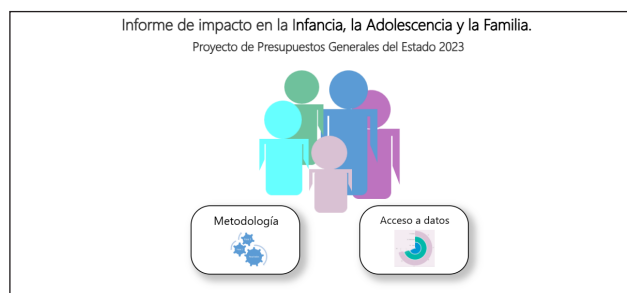 Informe de impacto en la Infancia, la Adolescencia y la Familia.
Proyecto de Presupuestos Generales del Estado 2023
Metodología
Acceso a datos